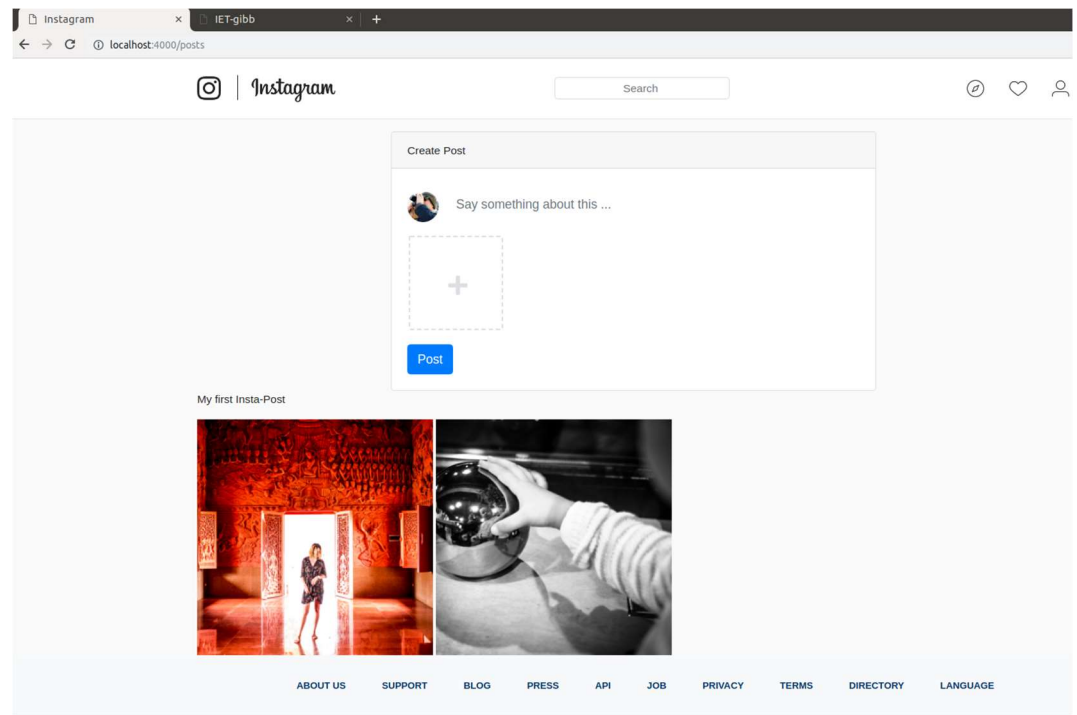 Instagram
IET-gibb
localhost:4000/posts
Instagram
Search
Create Post
Say something about this ...
Post
My first Insta-Post
ABOUT US SUPPORT BLOG PRESS API JOB PRIVACY TERMS DIRECTORY LANGUAGE